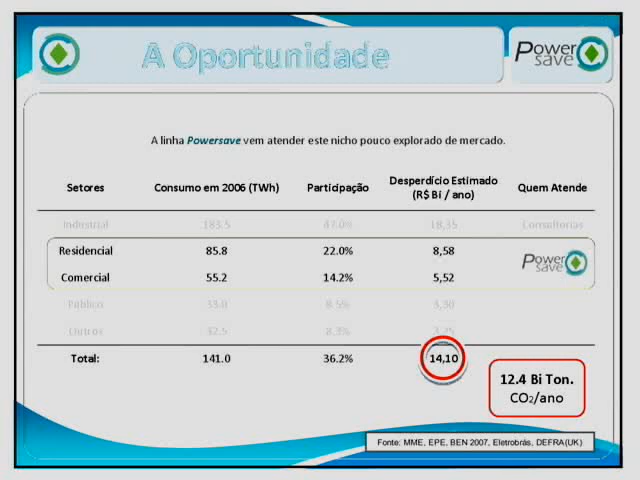 A Oportunidade
Power save
A linha Powersave vem atender este nicho pouco explorado de mercado.
Setores Consumo em 2006 (TWh) Participação Desperdício Estimado (R$ Bi / ano) Quem Atende
Industrial 183.5 47.0% 18,35 Consultorias
Residencial 85.8 22.0% 8,58
Power save
Comercial 55.2 14.2% 5,52
Público 33.0 8.5% 3,30
Outros 32.5 8.3% 3,25
Total: 141.0 36.2% 14,10
12.4 Bi Ton.
CO₂/ano
Fonte: MME, EPE, BEN 2007, Eletrobrás, DEFRA(UK)